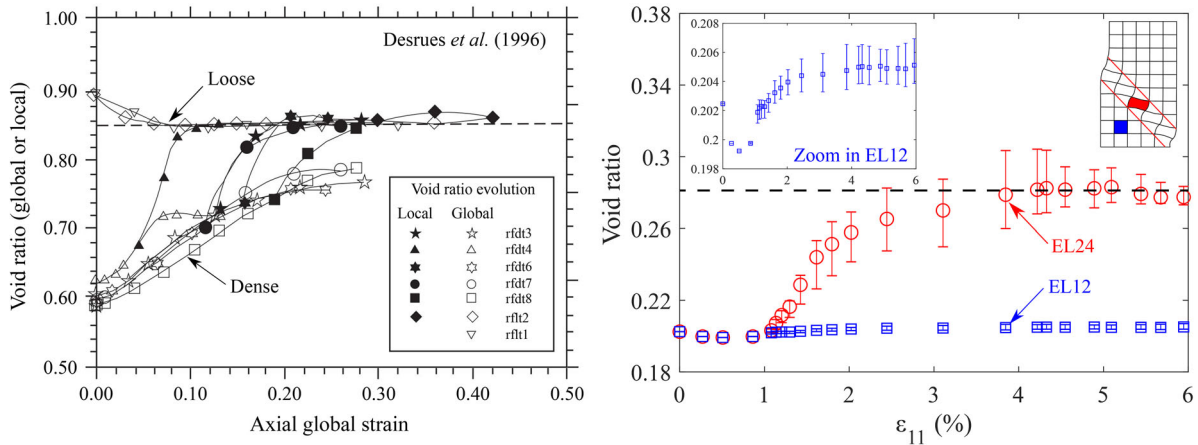 Desrues et al. (1996)
Void ratio (global or local)
0.90
0.80
0.70
0.60
0.50
Loose
Dense
Void ratio evolution
Local Global
rfdt3
rfdt4
rfdt6
rfdt7
rfdt8
rflt2
rflt1
0.00 0.10 0.20 0.30 0.40 0.50
Axial global strain
Void ratio
0.38
0.34
0.3
0.26
0.22
0.18
0.208
0.206
0.204
0.202
0.2
0.198
0 2 4 6
Zoom in EL12
EL24
EL12
0 1 2 3 4 5 6
ε11 (%)